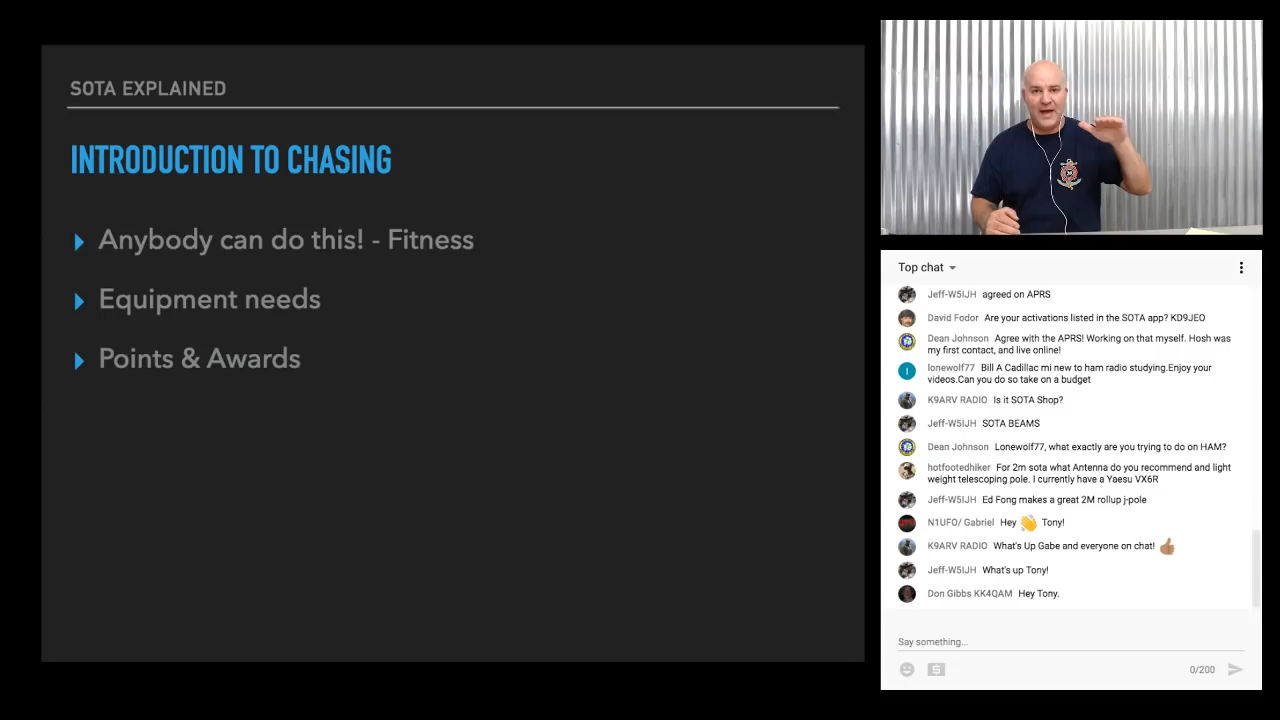 SOTA EXPLAINED
INTRODUCTION TO CHASING
Anybody can do this! - Fitness
Equipment needs
Points & Awards
Top chat
Jeff-W5IJH agreed on APRS
David Fodor Are your activations listed in the SOTA app? KD9JEO
Dean Johnson Agree with the APRS! Working on that myself. Hosh was
my first contact, and live online!
I
lonewolf77 Bill A Cadillac mi new to ham radio studying.Enjoy your
videos.Can you do so take on a budget
K9ARV RADIO Is it SOTA Shop?
Jeff-W5IJH SOTA BEAMS
Dean Johnson Lonewolf77, what exactly are you trying to do on HAM?
hotfootedhiker For 2m sota what Antenna do you recommend and light
weight telescoping pole. I currently have a Yaesu VX6R
Jeff-W5IJH Ed Fong makes a great 2M rollup j-pole
N1UFO/ Gabriel Hey 👋 Tony!
K9ARV RADIO What's Up Gabe and everyone on chat! 👍🏽
Jeff-W5IJH What's up Tony!
Don Gibbs KK4QAM Hey Tony.
Say something...
0/200